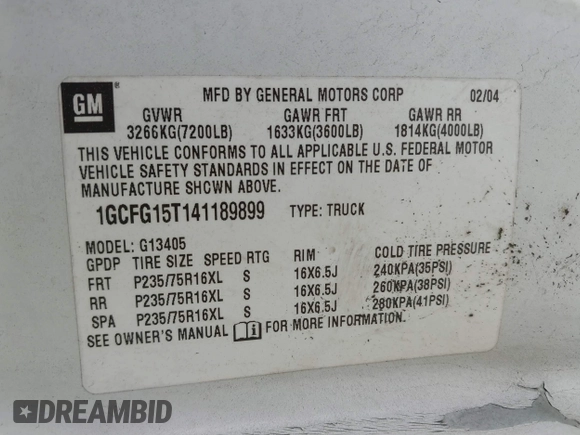 GM
MFD BY GENERAL MOTORS CORP 02/04
GVWR GAWR FRT GAWR RR
3266KG(7200LB) 1633KG(3600LB) 1814KG(4000LB)
THIS VEHICLE CONFORMS TO ALL APPLICABLE U.S. FEDERAL MOTOR
VEHICLE SAFETY STANDARDS IN EFFECT ON THE DATE OF
MANUFACTURE SHOWN ABOVE.
1GCFG15T141189899 TYPE: TRUCK
MODEL: G13405
GPDP TIRE SIZE SPEED RTG RIM COLD TIRE PRESSURE
FRT P235/75R16XL S 16X6.5J 240KPA(35PSI)
RR P235/75R16XL S 16X6.5J 260KPA(38PSI)
SPA P235/75R16XL S 16X6.5J 280KPA(41PSI)
SEE OWNER'S MANUAL FOR MORE INFORMATION.
DREAMBID